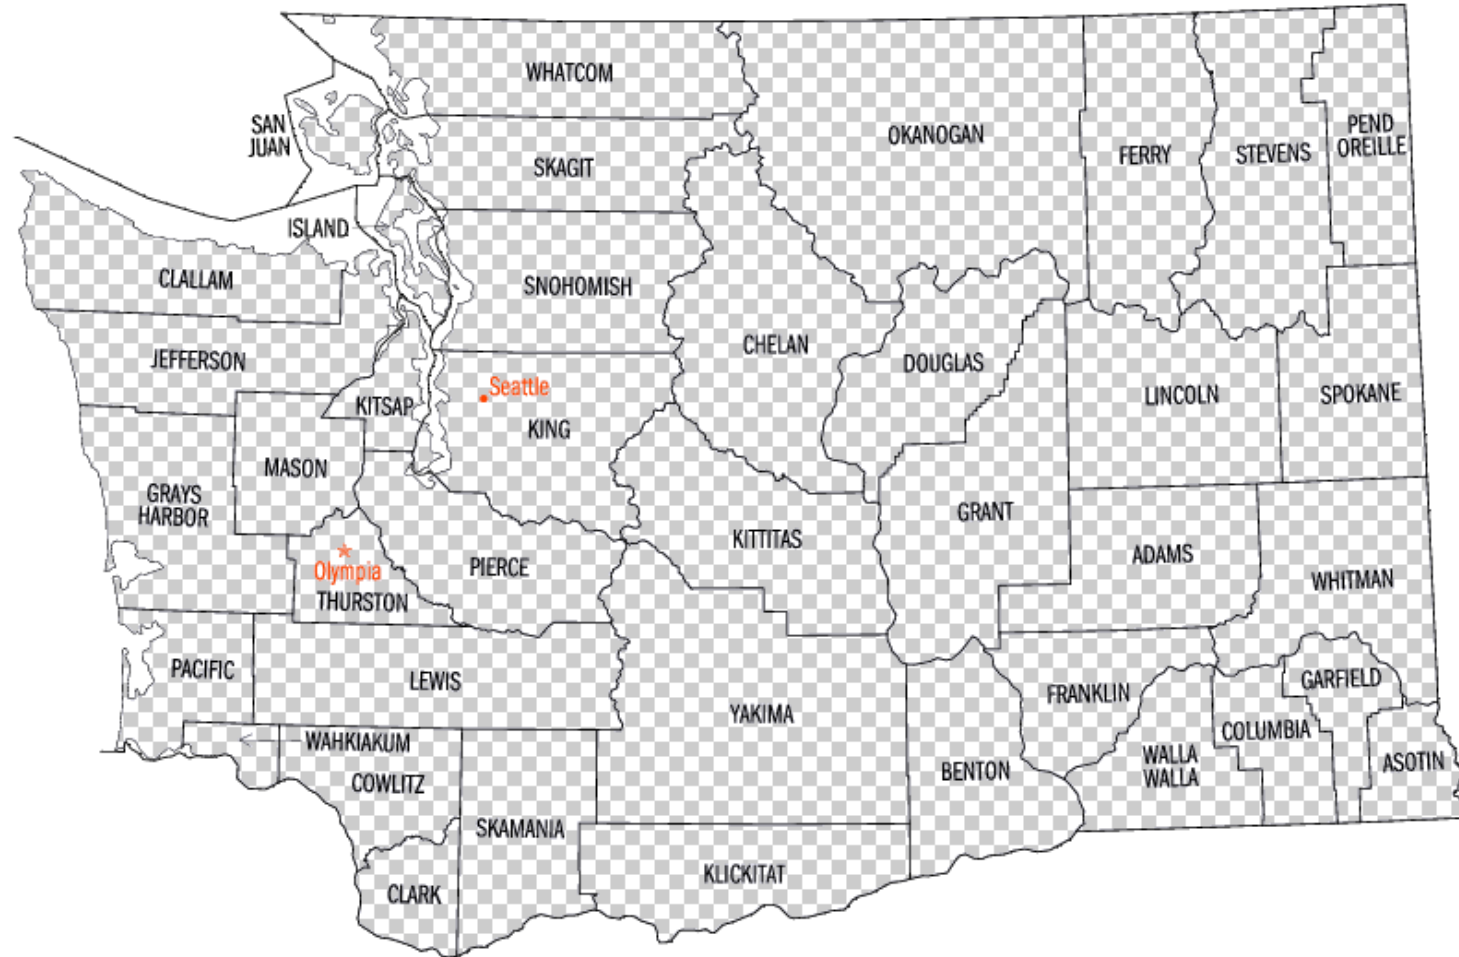 WHATCOM
SAN
JUAN
SKAGIT
OKANOGAN
FERRY
STEVENS
PEND
OREILLE
ISLAND
CLALLAM
SNOHOMISH
JEFFERSON
CHELAN
DOUGLAS
LINCOLN
SPOKANE
Seattle
KITSAP
KING
MASON
GRAYS
HARBOR
KITTITAS
GRANT
ADAMS
WHITMAN
PIERCE
Olympia
THURSTON
PACIFIC
LEWIS
YAKIMA
FRANKLIN
GARFIELD
COLUMBIA
WAHKIAKUM
COWLITZ
BENTON
WALLA
WALLA
ASOTIN
SKAMANIA
KLICKITAT
CLARK